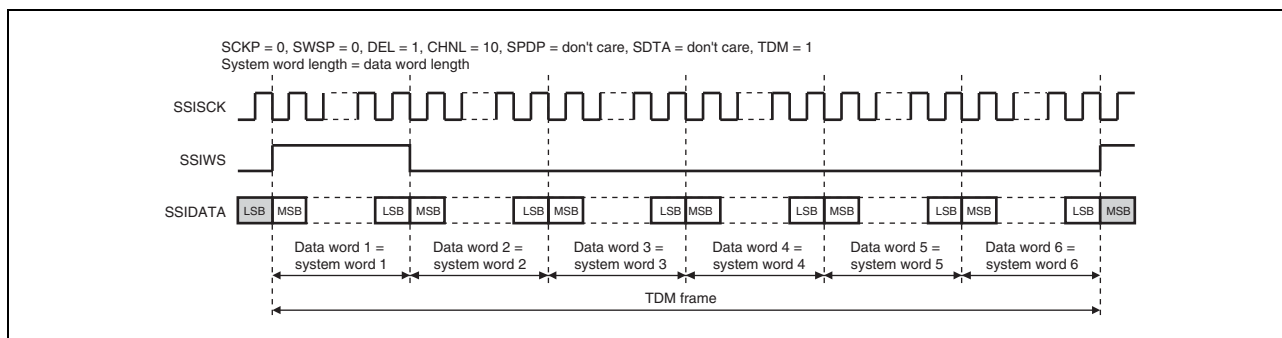 SCKP = 0, SWSP = 0, DEL = 1, CHNL = 10, SPDP = don't care, SDTA = don't care, TDM = 1
System word length = data word length
SSISCK
SSIWS
SSIDATA
LSB MSB LSB MSB LSB MSB LSB MSB LSB MSB LSB MSB LSB MSB
Data word 1 = Data word 2 = Data word 3 = Data word 4 = Data word 5 = Data word 6 =
system word 1 system word 2 system word 3 system word 4 system word 5 system word 6
TDM frame